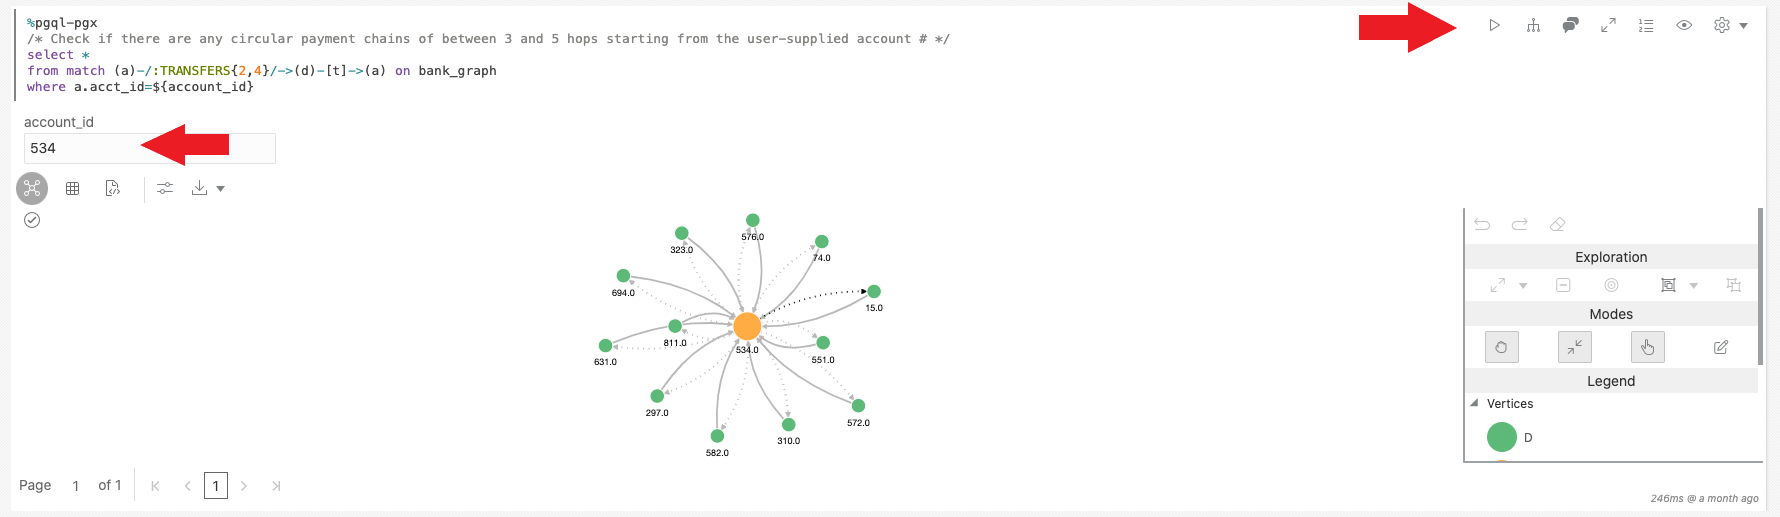 %pgql-pgx
/* Check if there are any circular payment chains of between 3 and 5 hops starting from the user-supplied account # */
select *
from match (a)-/:TRANSFERS{2,4}/->(d)-[t]->(a) on bank_graph
where a.acct_id=${account_id}
account_id
534
576.0
323.0
74.0
694.0
15.0
811.0
534.0
631.0
551.0
297.0
572.0
310.0
582.0
Exploration
Modes
Legend
Vertices
D
Page 1 of 1
1
246ms @ a month ago